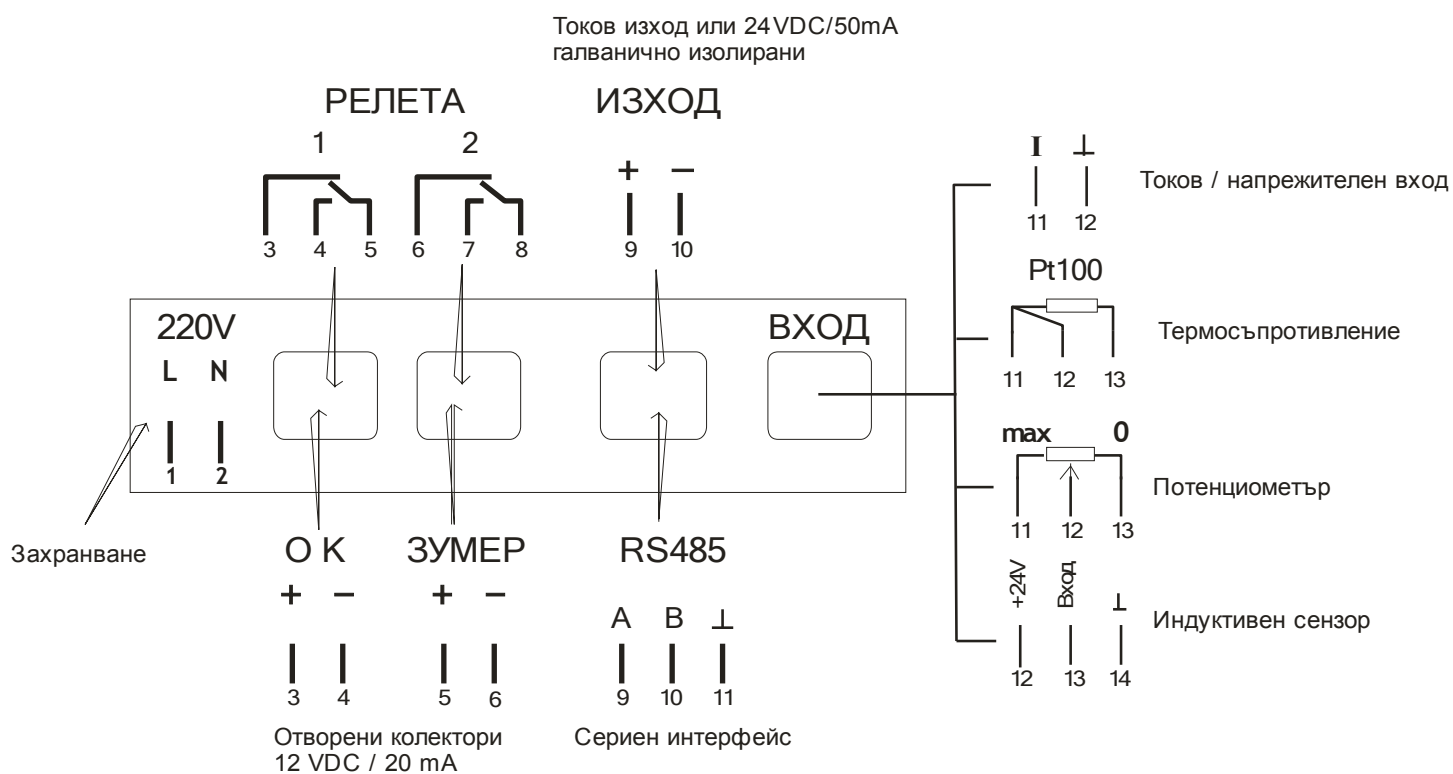 Токов изход или 24VDC/50mA
галванично изолирани
РЕЛЕТА
ИЗХОД
1 2
+ −
3 4 5 6 7 8 9 10
I ⊥
11 12
Токов / напрежителен вход
Pt100
11 12 13
Термосъпротивление
220V
L N
1 2
ВХОД
max 0
11 12 13
Потенциометър
Захранване
O K
+ −
3 4
ЗУМЕР
+ −
5 6
Отворени колектори
12 VDC / 20 mA
RS485
A B ⊥
9 10 11
Сериен интерфейс
+24V Вход ⊥
12 13 14
Индуктивен сензор